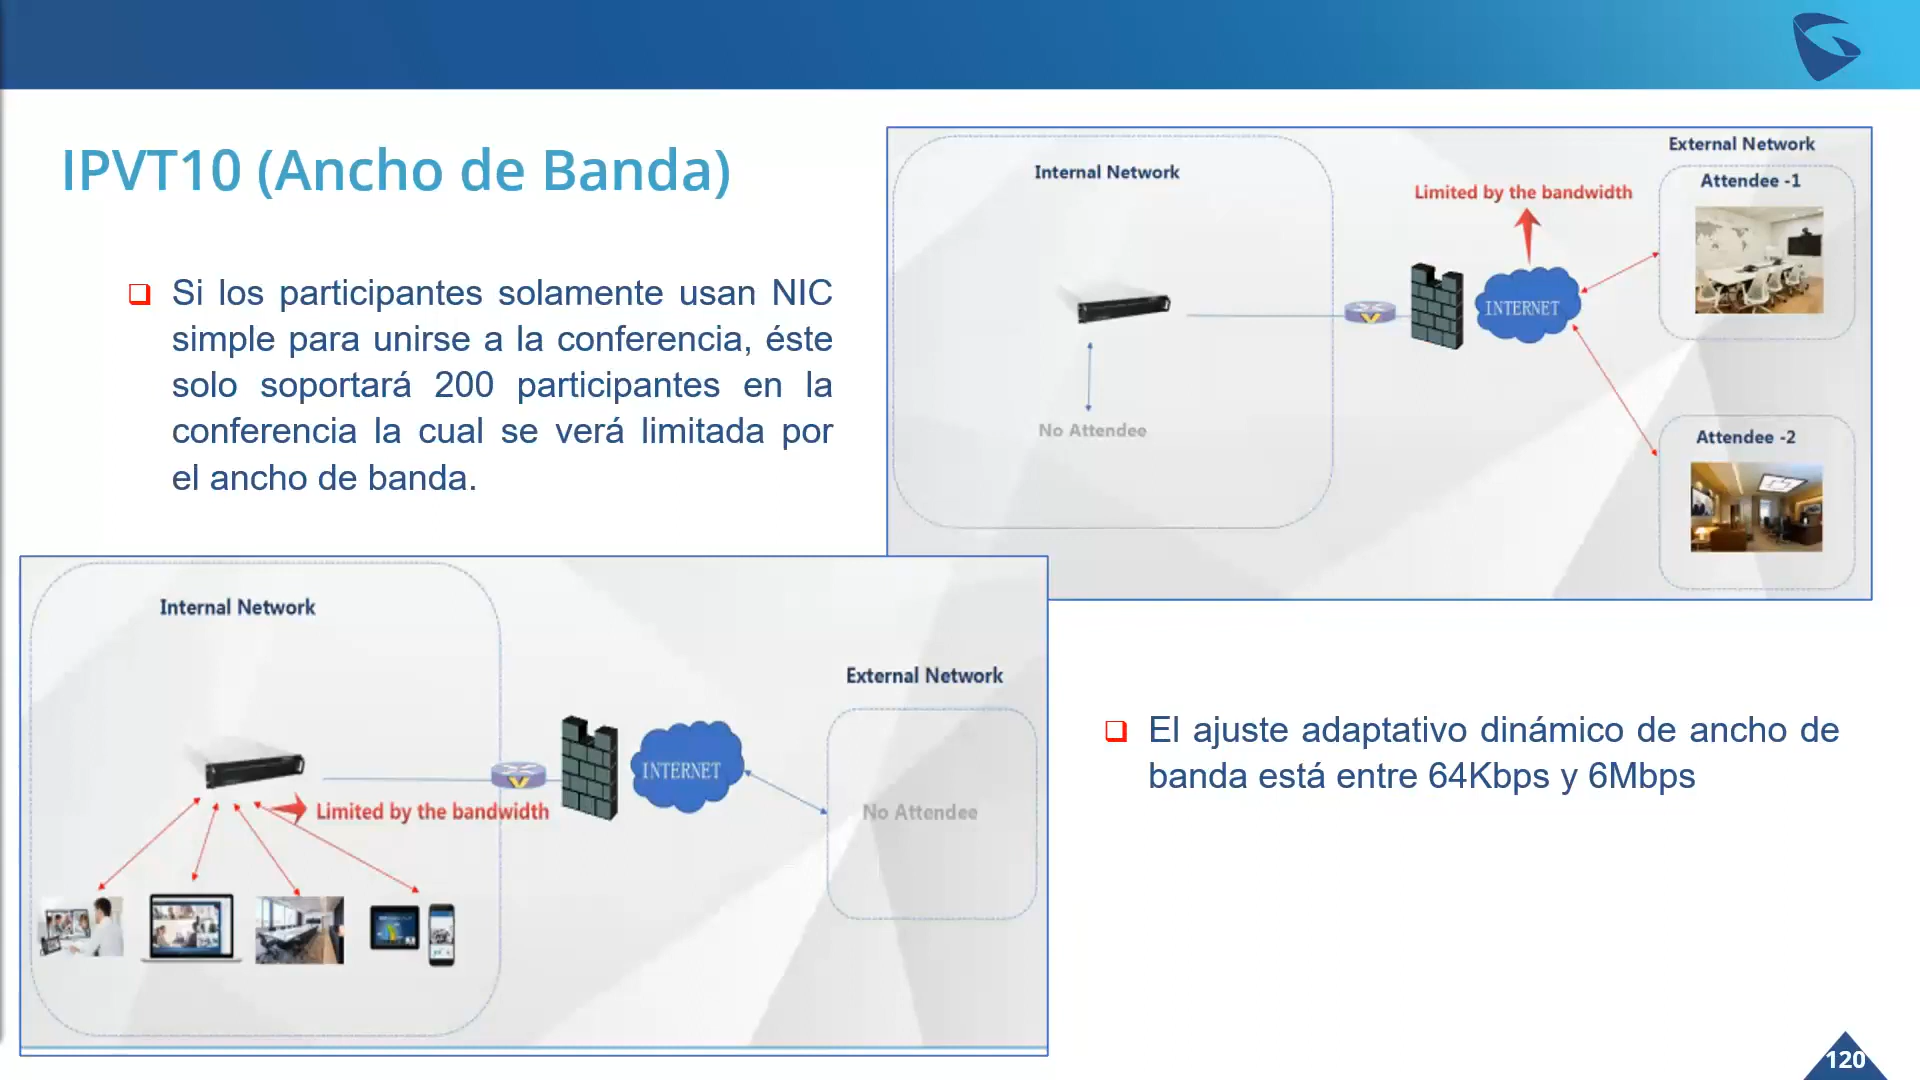 IPVT10 (Ancho de Banda)
Si los participantes solamente usan NIC
simple para unirse a la conferencia, éste
solo soportará 200 participantes en la
conferencia la cual se verá limitada por
el ancho de banda.
Internal Network
No Attendee
Limited by the bandwidth
INTERNET
External Network
Attendee -1
Attendee -2
Internal Network
Limited by the bandwidth
INTERNET
External Network
No Attendee
El ajuste adaptativo dinámico de ancho de
banda está entre 64Kbps y 6Mbps
120